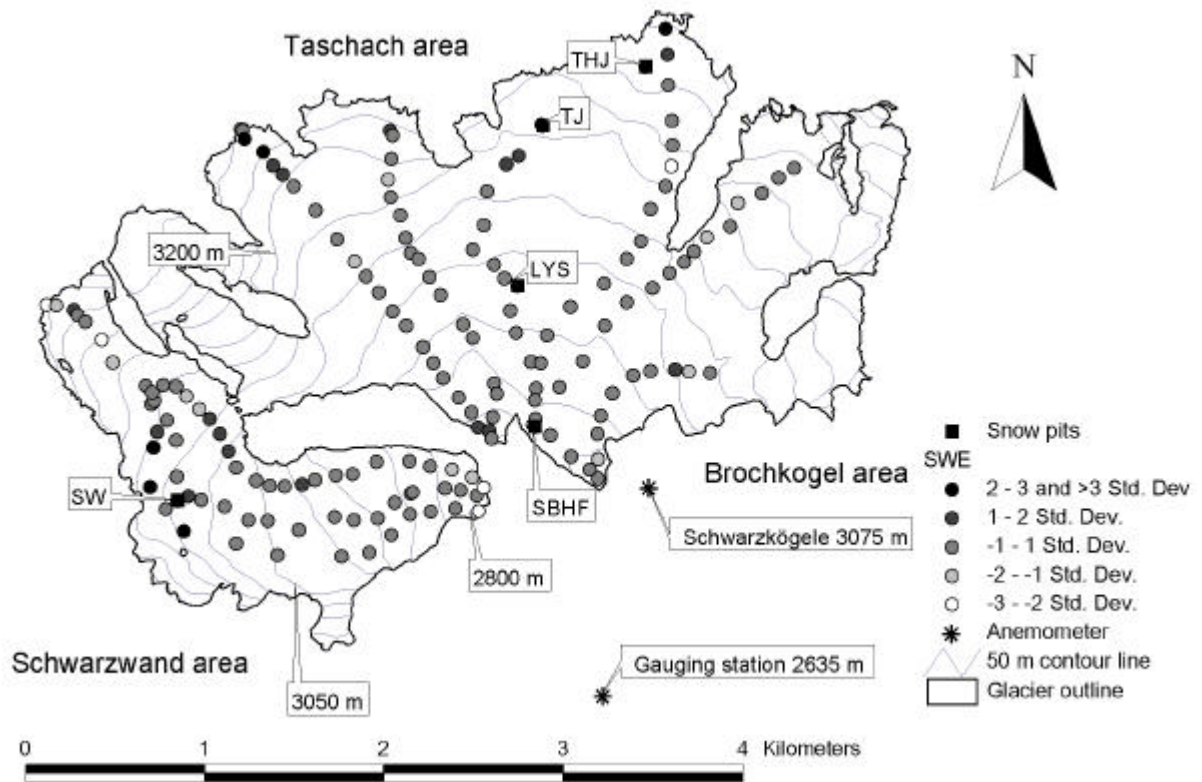 Taschach area
THJ
N
TJ
3200 m
LYS
SW
SBHF
Brochkogel area
Schwarzkögele 3075 m
2800 m
Schwarzwand area
3050 m
Gauging station 2635 m
Snow pits
SWE
2 - 3 and >3 Std. Dev
1 - 2 Std. Dev.
-1 - 1 Std. Dev.
-2 - -1 Std. Dev.
-3 - -2 Std. Dev.
Anemometer
50 m contour line
Glacier outline
0 1 2 3 4 Kilometers